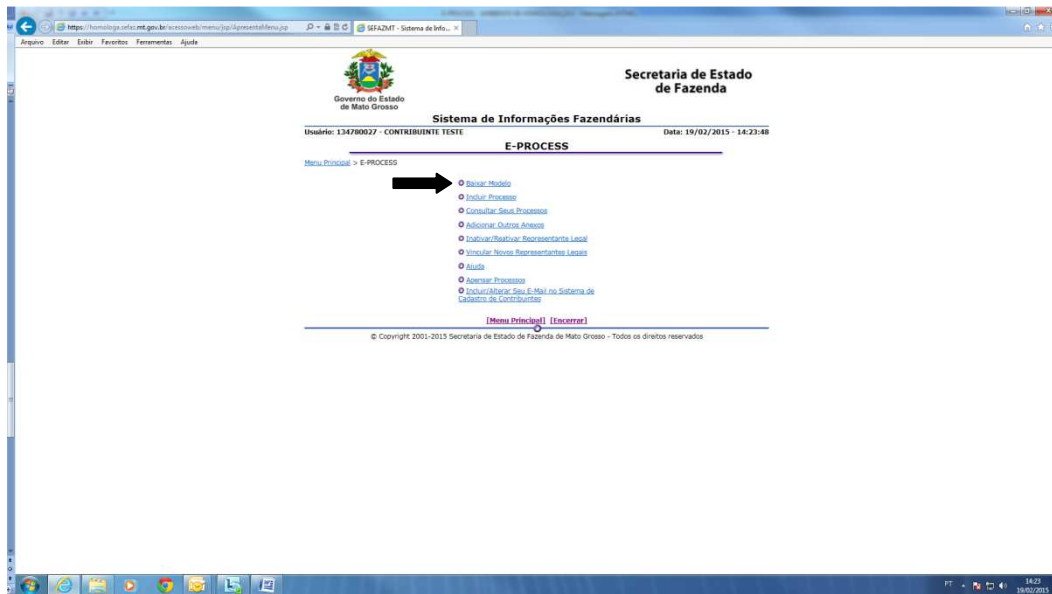 https://homologa.sefaz.mt.gov.br/acessoweb/menu/jsp/ApresentaMenu.jsp
SEFAZMT - Sistema de Info...
Arquivo Editar Exibir Favoritos Ferramentas Ajuda
Governo do Estado
de Mato Grosso
Secretaria de Estado
de Fazenda
Sistema de Informações Fazendárias
Usuário: 134780027 - CONTRIBUINTE TESTE
Data: 19/02/2015 - 14:23:48
E-PROCESS
Menu Principal > E-PROCESS
Baixar Modelo
Incluir Processo
Consultar Seus Processos
Adicionar Outros Anexos
Inativar/Reativar Representante Legal
Vincular Novos Representantes Legais
Ajuda
Apensar Processos
Incluir/Alterar Seu E-Mail no Sistema de
Cadastro de Contribuintes
[Menu Principal] [Encerrar]
© Copyright 2001-2015 Secretaria de Estado de Fazenda de Mato Grosso - Todos os direitos reservados
PT
14:23
19/02/2015